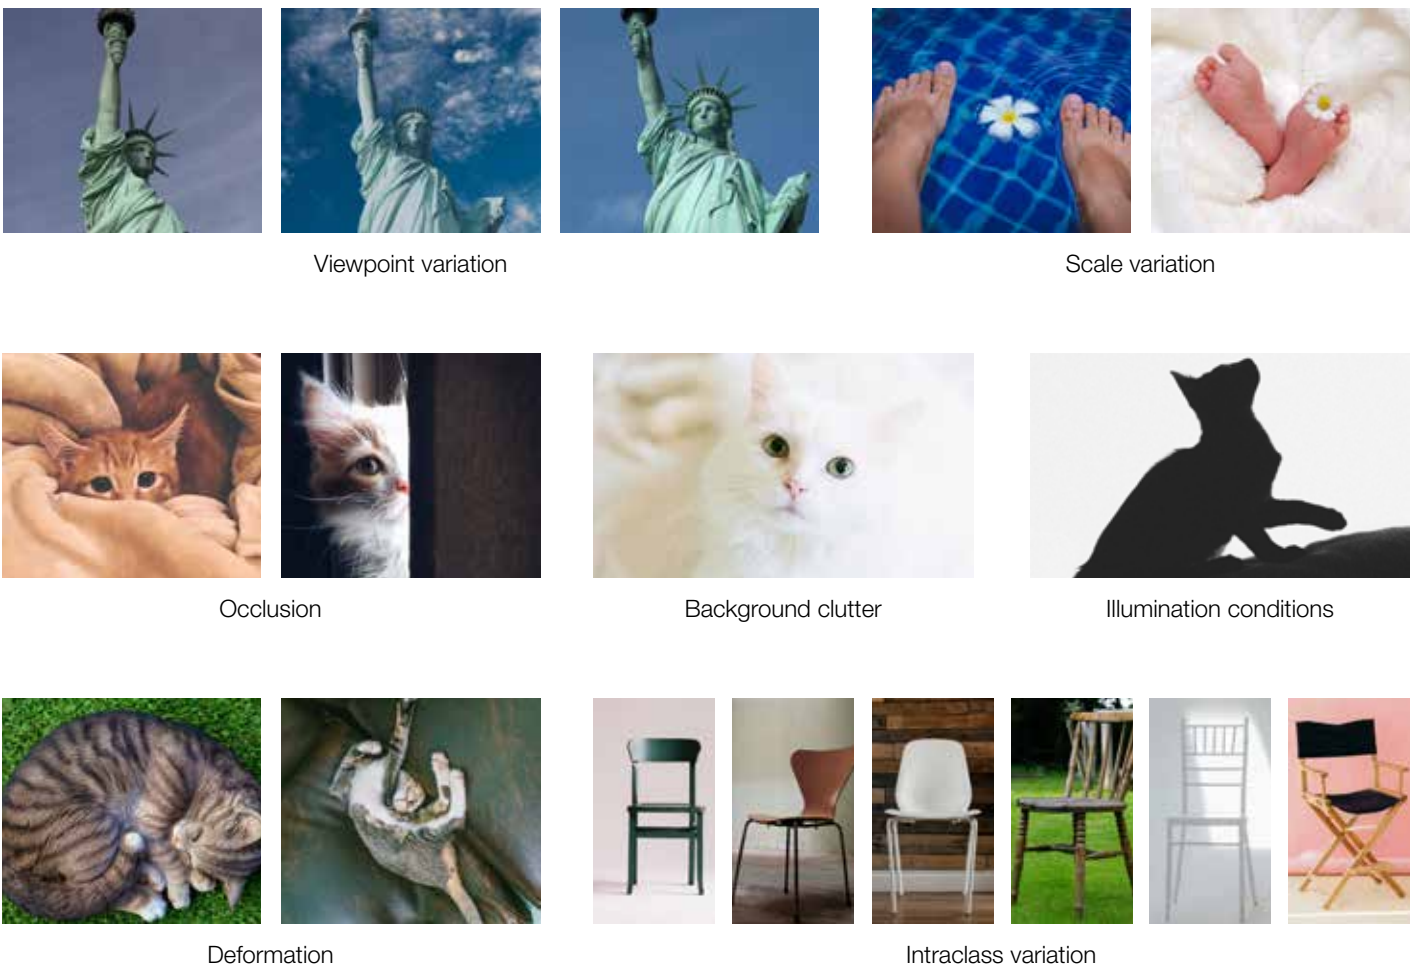 Viewpoint variation
Scale variation
Occlusion
Background clutter
Illumination conditions
Deformation
Intraclass variation